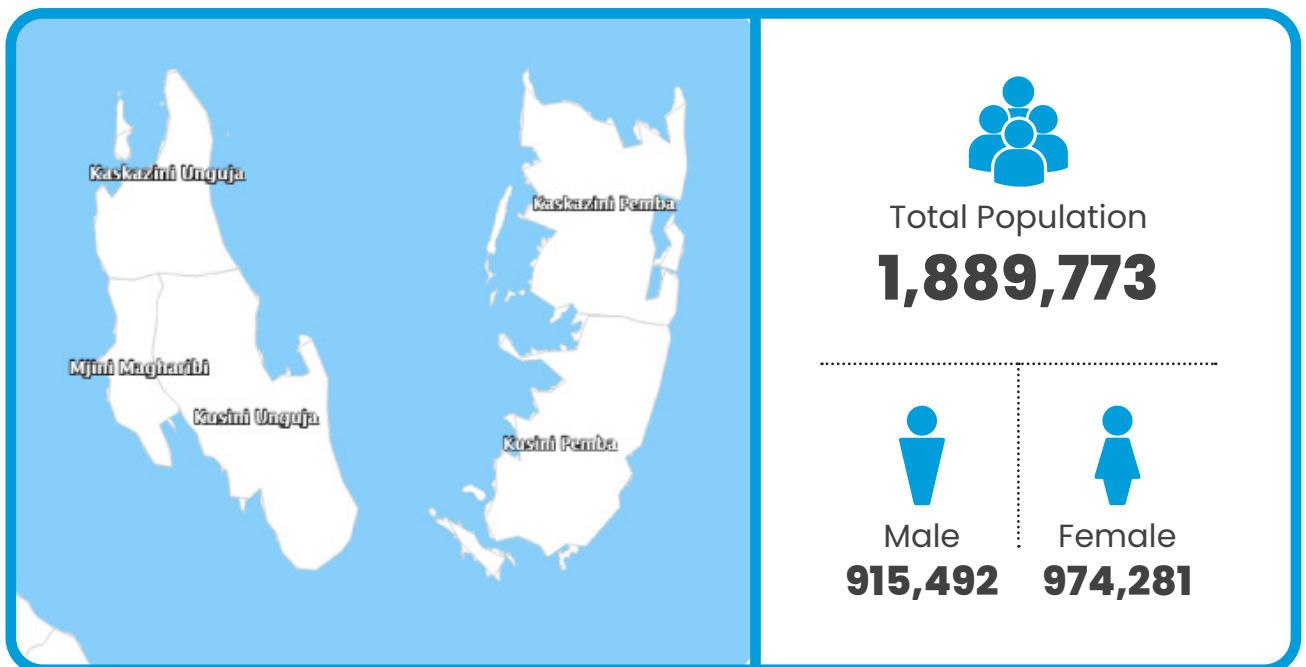 Kaskazini Unguja
Kaskazini Pemba
Mjini Magharibi
Kusini Unguja
Kusini Pemba
Total Population
1,889,773
Male
915,492
Female
974,281